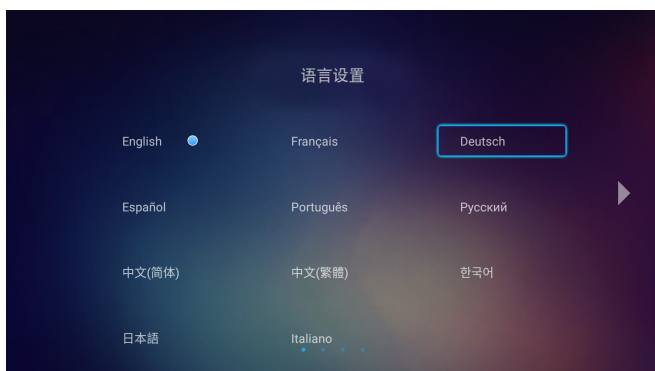 语言设置
English Français Deutsch
Español Português Русский
中文(简体) 中文(繁體) 한국어
日本語 Italiano